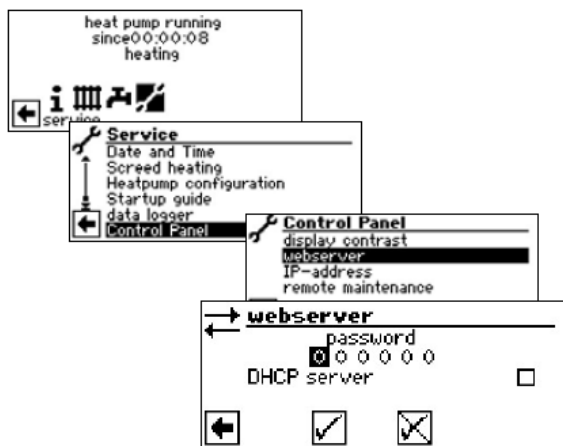 heat pump running
since00:00:08
heating
service
Service
Date and Time
Screed heating
Heatpump configuration
Startup guide
data logger
Control Panel
Control Panel
display contrast
webserver
IP-address
remote maintenance
webserver
password
0 0 0 0 0 0
DHCP server